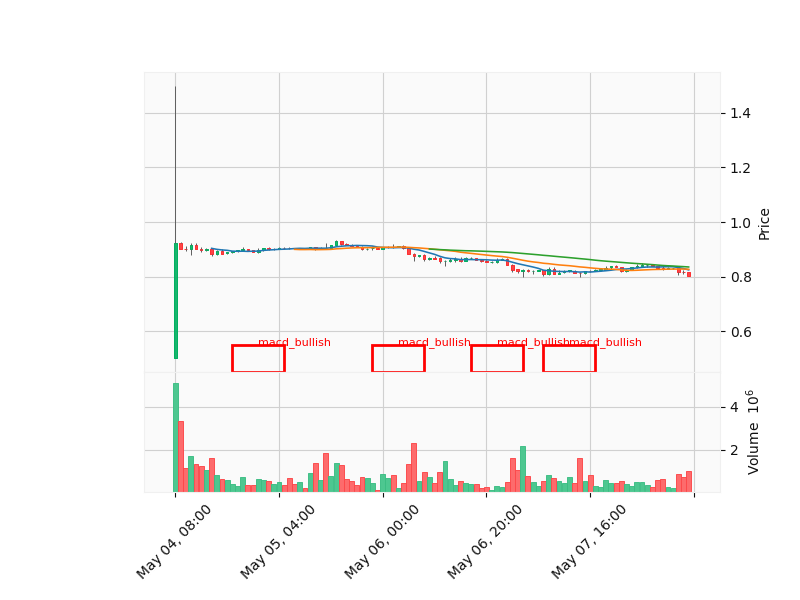 1.4
1.2
1.0
0.8
0.6
Price
macd_bullish
macd_bullish
macd_bullish
macd_bullish
4
2
Volume 10^6
May 04, 08:00
May 05, 04:00
May 06, 00:00
May 06, 20:00
May 07, 16:00